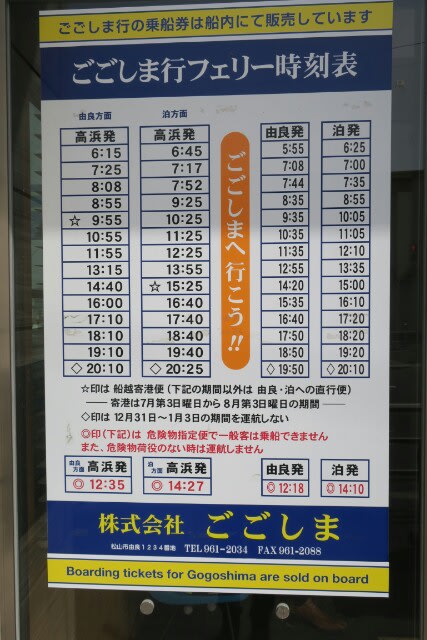 ごごしま行の乗船券は船内にて販売しています
ごごしま行フェリー時刻表
由良方面 泊方面
高浜発 高浜発 由良発 泊発
6:15 6:45 5:55 6:25
7:25 7:17 7:08 7:00
8:08 7:52 7:44 7:35
8:55 9:25 8:35 8:55
☆ 9:55 10:25 9:35 10:05
10:55 11:25 10:35 11:05
11:55 12:25 11:35 12:10
13:15 13:55 12:55 13:35
14:40 ☆ 15:25 14:20 15:00
16:00 16:40 15:35 16:10
17:10 17:40 16:40 17:20
18:10 18:40 17:50 18:20
19:10 19:40 18:50 19:20
◇ 20:10 ◇ 20:25 ◇ 19:50 ◇ 20:10
ごごしまへ行こう!!
☆印は 船越寄港便(下記の期間以外は 由良・泊への直行便)
── 寄港は7月第3日曜日から 8月第3日曜日の期間 ──
◇印は 12月31日~1月3日の期間を運航しない
◎印(下記)は 危険物指定便で一般客は乗船できません
また、危険物荷役のない時は運航しません
由良方面 高浜発 泊方面 高浜発 由良発 泊発
◎ 12:35 ◎ 14:27 ◎ 12:18 ◎ 14:10
株式会社 ごごしま
松山市由良1234番地 TEL 961-2034 FAX 961-2088
Boarding tickets for Gogoshima are sold on board